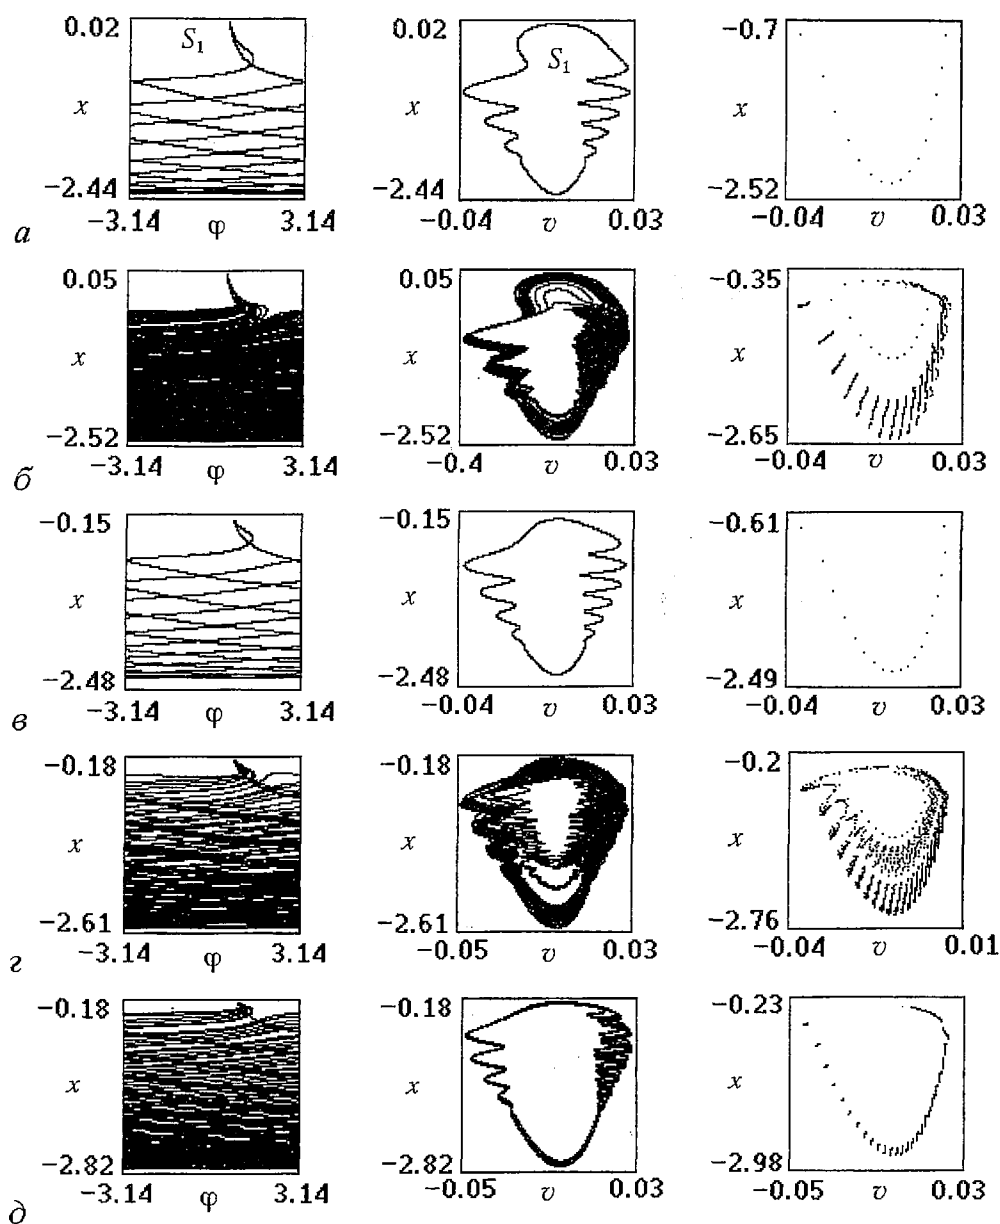 0.02 0.02 −0.7
S₁ S₁
x x x
−2.44 −2.44 −2.52
−3.14 φ 3.14 −0.04 v 0.03 −0.04 v 0.03
а
0.05 0.05 −0.35
x x x
−2.52 −2.52 −2.65
−3.14 φ 3.14 −0.4 v 0.03 −0.04 v 0.03
б
−0.15 −0.15 −0.61
x x x
−2.48 −2.48 −2.49
−3.14 φ 3.14 −0.04 v 0.03 −0.04 v 0.03
в
−0.18 −0.18 −0.2
x x x
−2.61 −2.61 −2.76
−3.14 φ 3.14 −0.05 v 0.03 −0.04 v 0.01
г
−0.18 −0.18 −0.23
x x x
−2.82 −2.82 −2.98
−3.14 φ 3.14 −0.05 v 0.03 −0.05 v 0.03
д